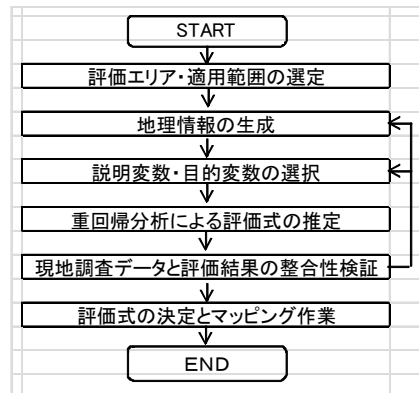 START
評価エリア・適用範囲の選定
地理情報の生成
説明変数・目的変数の選択
重回帰分析による評価式の推定
現地調査データと評価結果の整合性検証
評価式の決定とマッピング作業
END